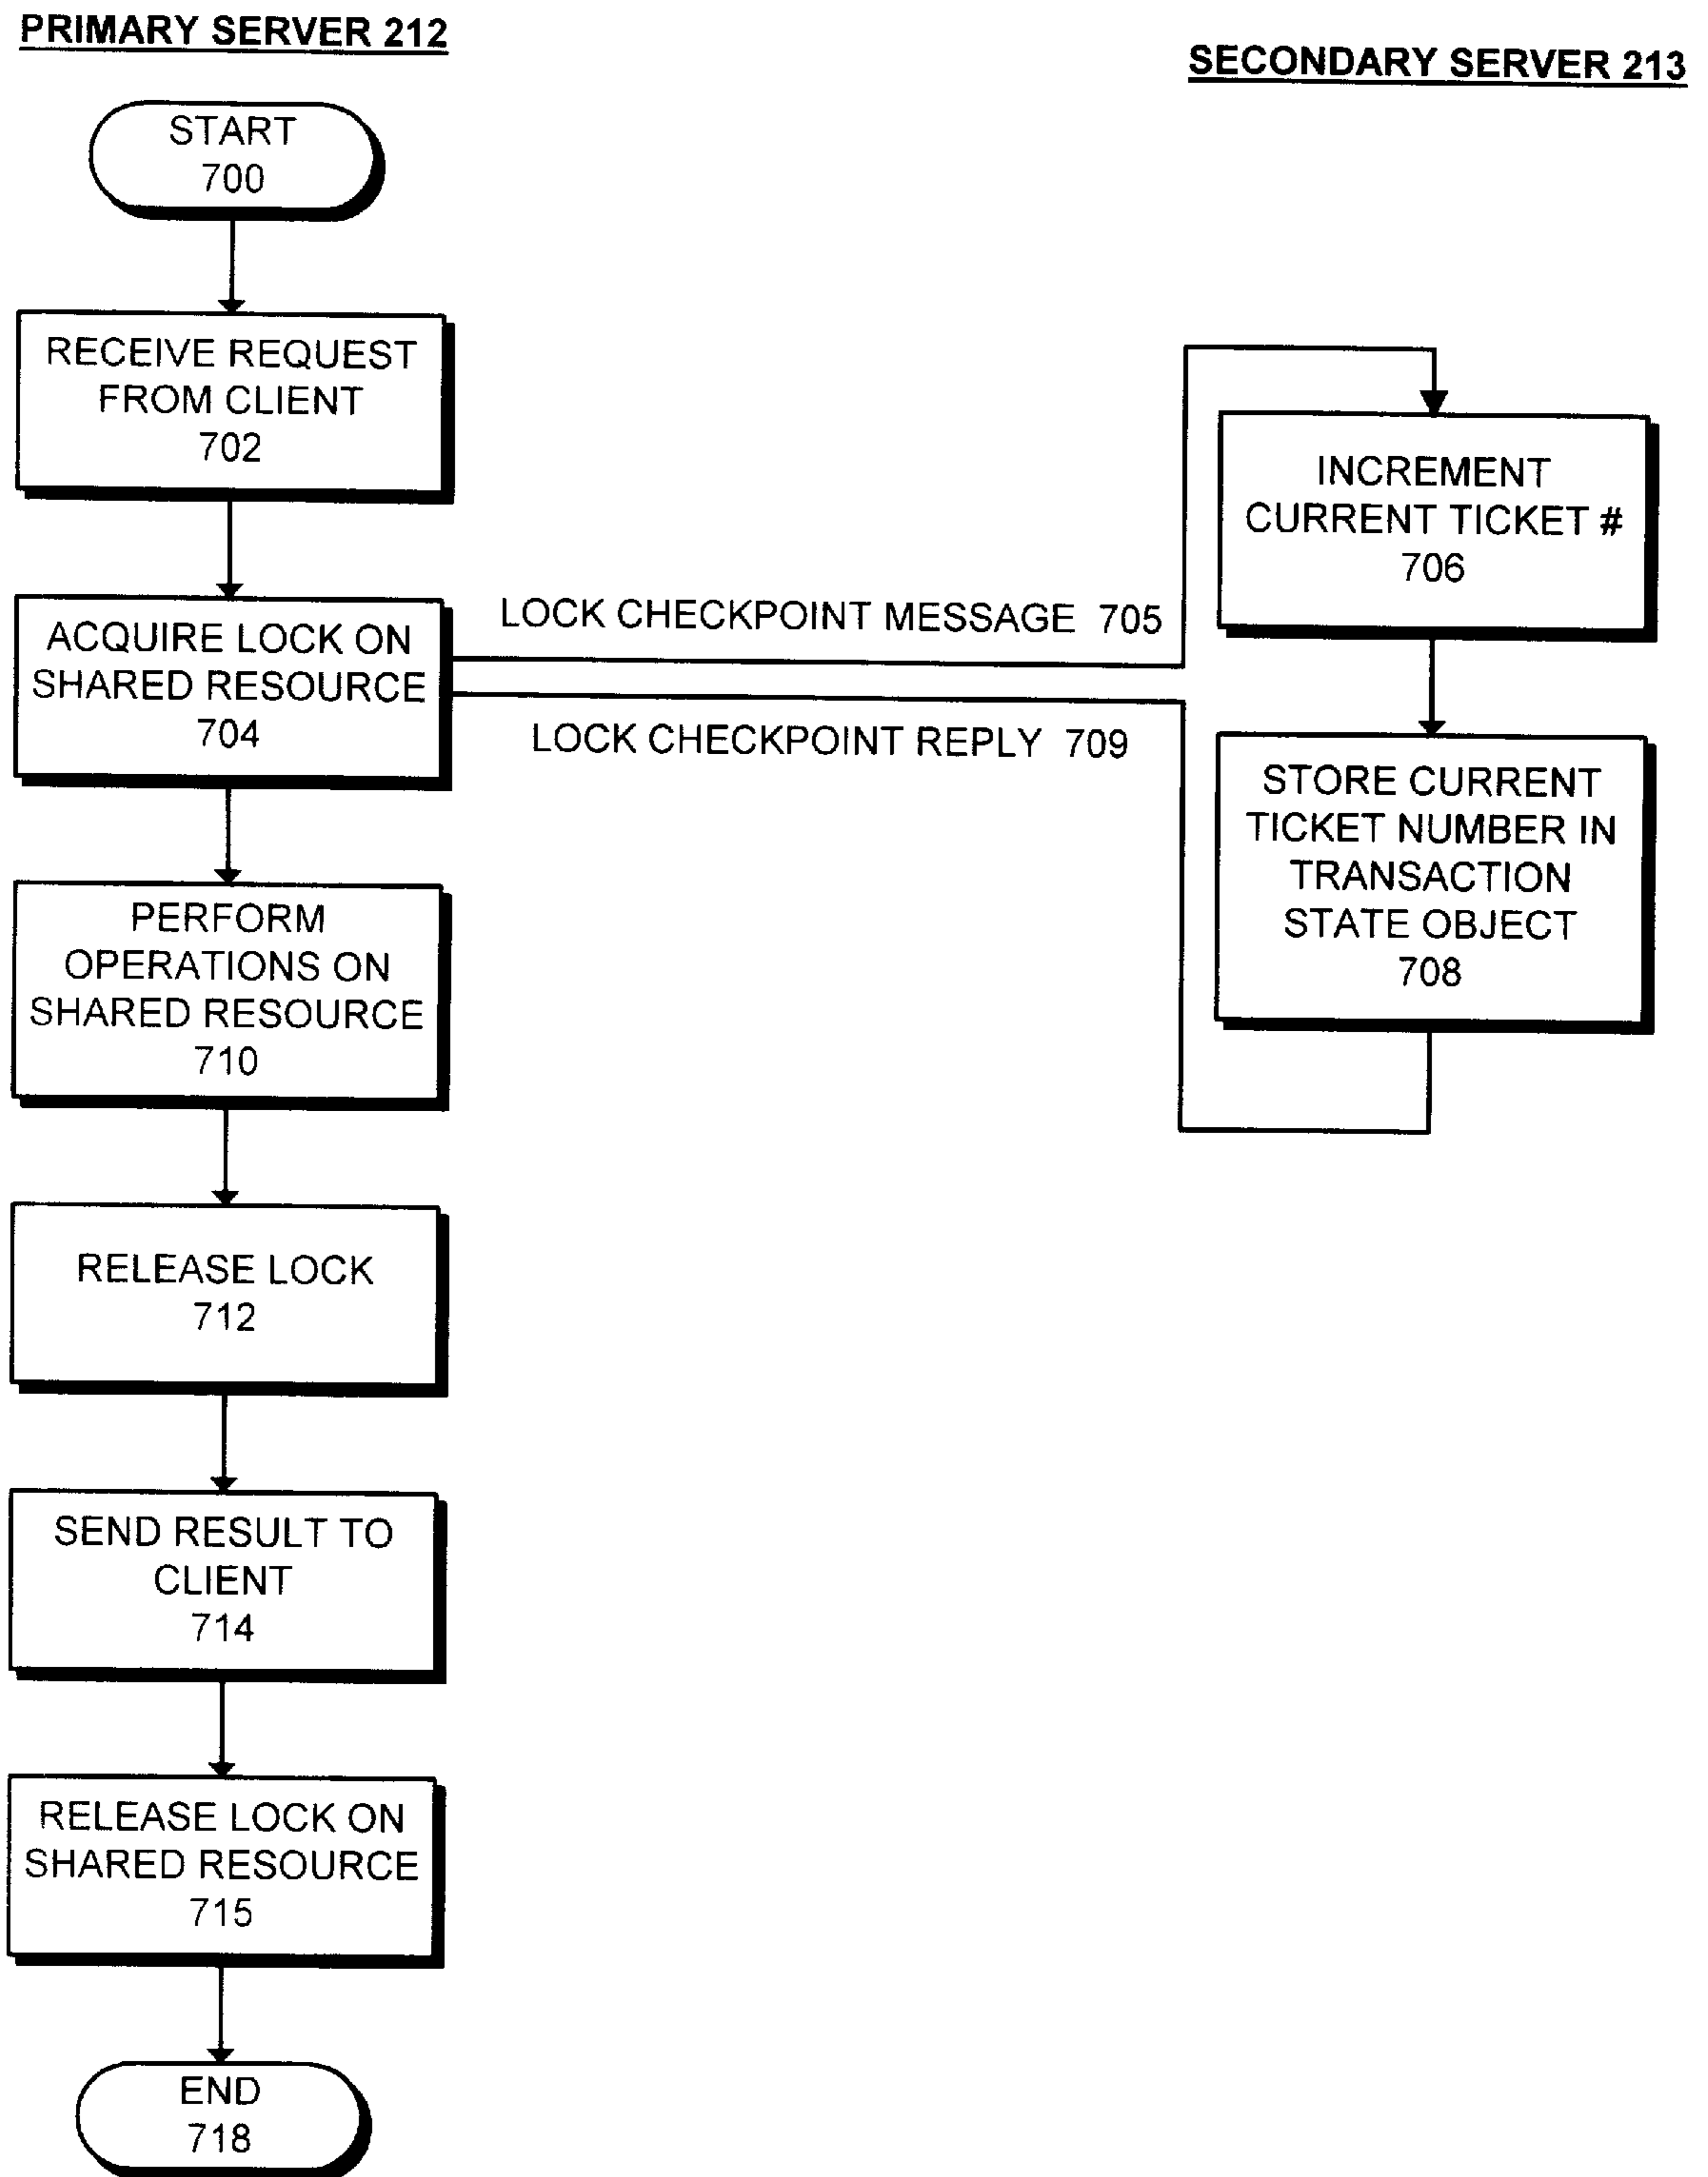 PRIMARY SERVER 212
SECONDARY SERVER 213
START
700
RECEIVE REQUEST
FROM CLIENT
702
ACQUIRE LOCK ON
SHARED RESOURCE
704
LOCK CHECKPOINT MESSAGE 705
LOCK CHECKPOINT REPLY 709
INCREMENT
CURRENT TICKET #
706
STORE CURRENT
TICKET NUMBER IN
TRANSACTION
STATE OBJECT
708
PERFORM
OPERATIONS ON
SHARED RESOURCE
710
RELEASE LOCK
712
SEND RESULT TO
CLIENT
714
RELEASE LOCK ON
SHARED RESOURCE
715
END
718